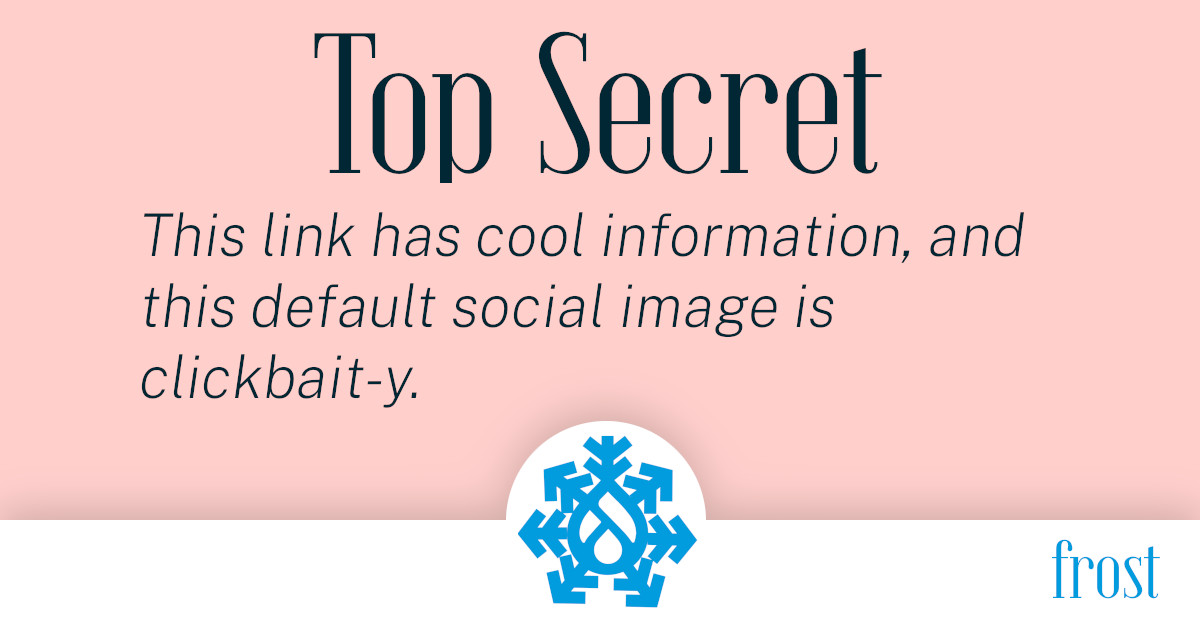 Top Secret
This link has cool information, and
this default social image is
clickbait-y.
frost